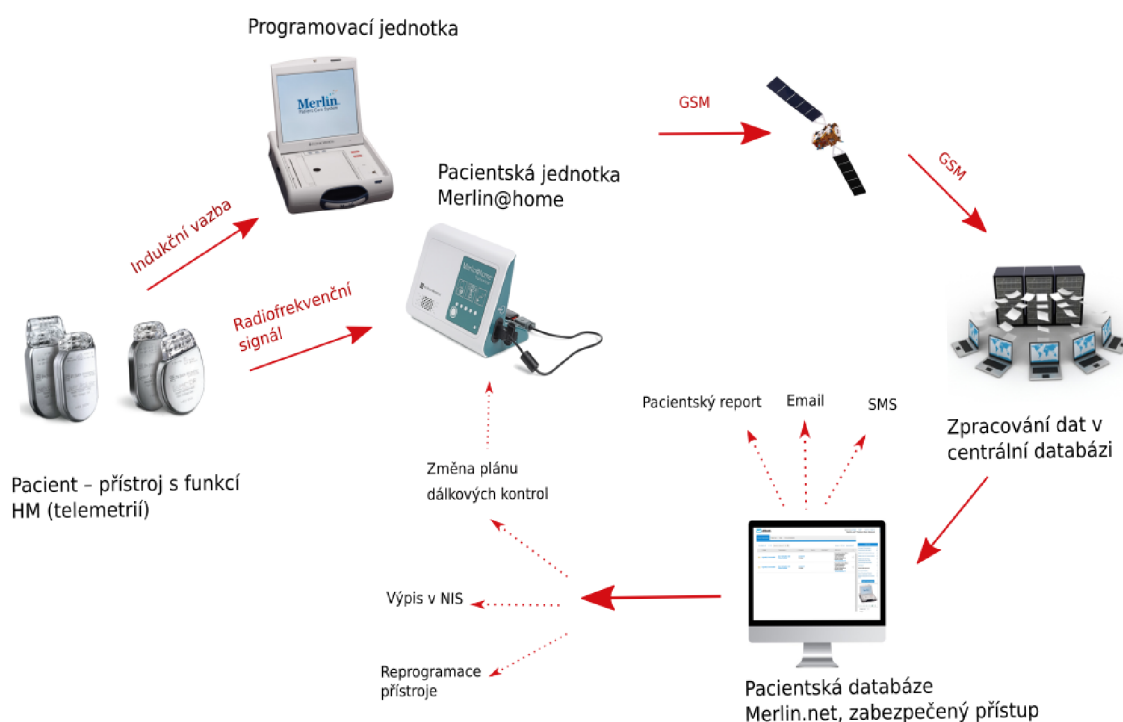 Programovací jednotka
Merlin
GSM
GSM
Pacientská jednotka
Merlin@home
Indukční vazba
Radiofrekvenční
signál
Pacientský report
Email
SMS
Zpracování dat v
centrální databázi
Změna plánu
dálkových kontrol
Pacient – přístroj s funkcí
HM (telemetrií)
Výpis v NIS
Reprogramace
přístroje
Pacientská databáze
Merlin.net, zabezpečený přístup